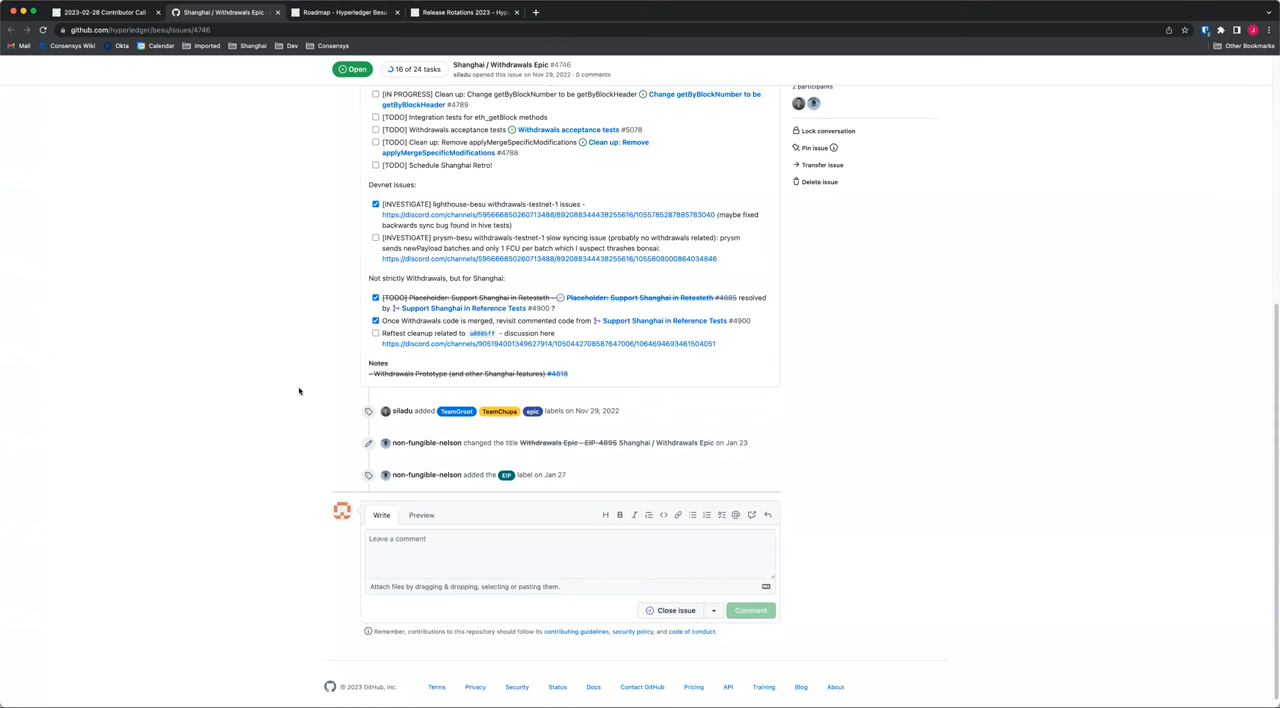 2023-02-28 Contributor Call -
Shanghai / Withdrawals Epic ·
Roadmap - Hyperledger Besu
Release Rotations 2023 - Hype
github.com/hyperledger/besu/issues/4746
Mail
Consensys Wiki
Okta
Calendar
Imported
Shanghai
Dev
Consensys
Other Bookmarks
Open
16 of 24 tasks
Shanghai / Withdrawals Epic #4746
siladu opened this issue on Nov 29, 2022 · 0 comments
[IN PROGRESS] Clean up: Change getByBlockNumber to be getByBlockHeader Change getByBlockNumber to be
getByBlockHeader #4789
[TODO] Integration tests for eth_getBlock methods
[TODO] Withdrawals acceptance tests Withdrawals acceptance tests #5078
[TODO] Clean up: Remove applyMergeSpecificModifications Clean up: Remove
applyMergeSpecificModifications #4788
[TODO] Schedule Shanghai Retro!
Devnet Issues:
[INVESTIGATE] lighthouse-besu withdrawals-testnet-1 issues -
https://discord.com/channels/595666850260713488/892088344438255616/1055785287885783040 (maybe fixed
backwards sync bug found in hive tests)
[INVESTIGATE] prysm-besu withdrawals-testnet-1 slow syncing issue (probably no withdrawals related): prysm
sends newPayload batches and only 1 FCU per batch which I suspect thrashes bonsai:
https://discord.com/channels/595666850260713488/892088344438255616/1055808000864034846
Not strictly Withdrawals, but for Shanghai:
[TODO] Placeholder: Support Shanghai in Retesteth - Placeholder: Support Shanghai in Retesteth #4885 resolved
by Support Shanghai in Reference Tests #4900 ?
Once Withdrawals code is merged, revisit commented code from Support Shanghai in Reference Tests #4900
Reftest cleanup related to a080bff - discussion here
https://discord.com/channels/905194001349627914/1050442708587647006/1064694693461504051
Notes
- Withdrawals Prototype (and other Shanghai features) #4818
2 participants
Lock conversation
Pin issue
Transfer issue
Delete issue
siladu added TeamGroot TeamChupa epic labels on Nov 29, 2022
non-fungible-nelson changed the title Withdrawals Epic - EIP-4895 Shanghai / Withdrawals Epic on Jan 23
non-fungible-nelson added the EIP label on Jan 27
Write
Preview
Leave a comment
Attach files by dragging & dropping, selecting or pasting them.
Close issue
Comment
Remember, contributions to this repository should follow its contributing guidelines, security policy, and code of conduct.
© 2023 GitHub, Inc.
Terms
Privacy
Security
Status
Docs
Contact GitHub
Pricing
API
Training
Blog
About